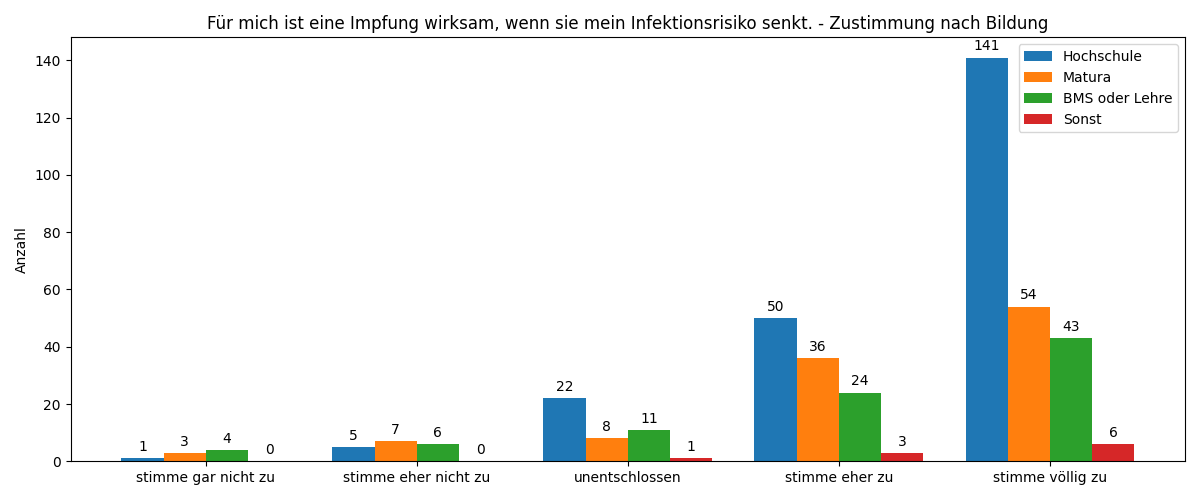 Für mich ist eine Impfung wirksam, wenn sie mein Infektionsrisiko senkt. - Zustimmung nach Bildung
Anzahl
140
120
100
80
60
40
20
0
Hochschule
Matura
BMS oder Lehre
Sonst
1
3
4
0
5
7
6
0
22
8
11
1
50
36
24
3
141
54
43
6
stimme gar nicht zu
stimme eher nicht zu
unentschlossen
stimme eher zu
stimme völlig zu